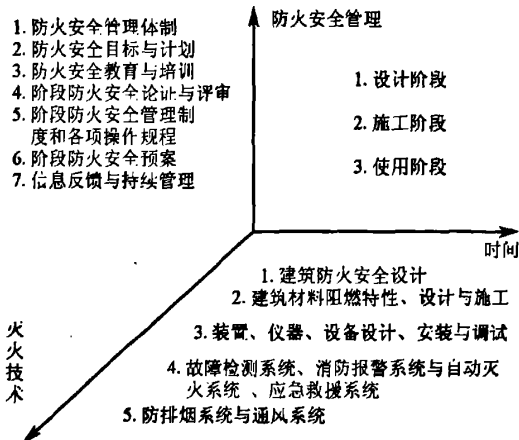 1. 防火安全管理体制
2. 防火安全目标与计划
3. 防火安全教育与培训
4. 阶段防火安全论证与评审
5. 阶段防火安全管理制
度和各项操作规程
6. 阶段防火安全预案
7. 信息反馈与持续管理
防火安全管理
1. 设计阶段
2. 施工阶段
3. 使用阶段
时间
1. 建筑防火安全设计
2. 建筑材料阻燃特性、设计与施工
3. 装置、仪器、设备设计、安装与调试
4. 故障检测系统、消防报警系统与自动灭
火系统、应急救援系统
5. 防排烟系统与通风系统
灭火技术